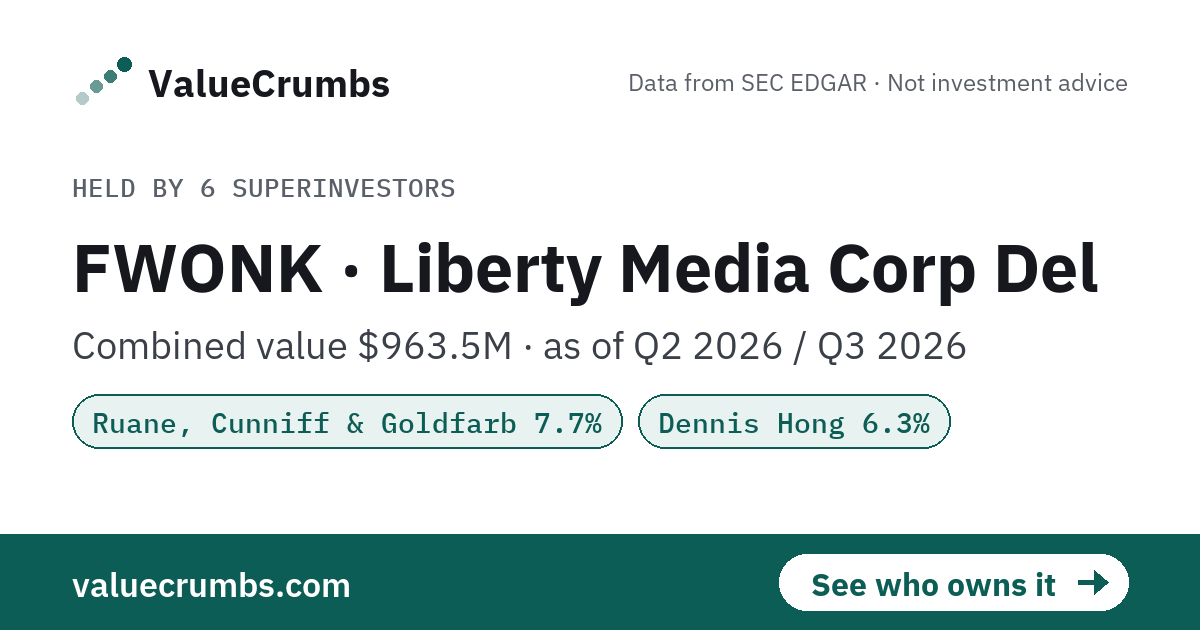 ValueCrumbs
Data from SEC EDGAR · Not investment advice
HELD BY 6 SUPERINVESTORS
FWONK · Liberty Media Corp Del
Combined value $963.5M · as of Q2 2026 / Q3 2026
Ruane, Cunniff & Goldfarb 7.7%
Dennis Hong 6.3%
valuecrumbs.com
See who owns it →